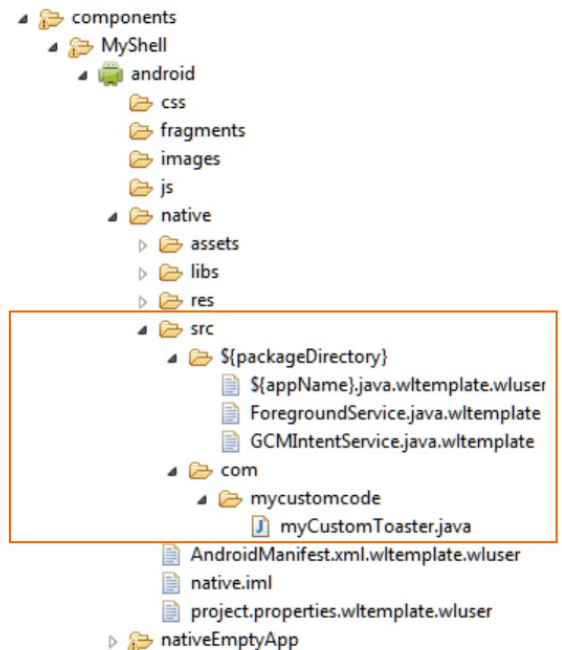 components
MyShell
android
css
fragments
images
js
native
assets
libs
res
src
${packageDirectory}
${appName}.java.wltemplate.wluser
ForegroundService.java.wltemplate
GCMIntentService.java.wltemplate
com
mycustomcode
myCustomToaster.java
AndroidManifest.xml.wltemplate.wluser
native.iml
project.properties.wltemplate.wluser
nativeEmptyApp